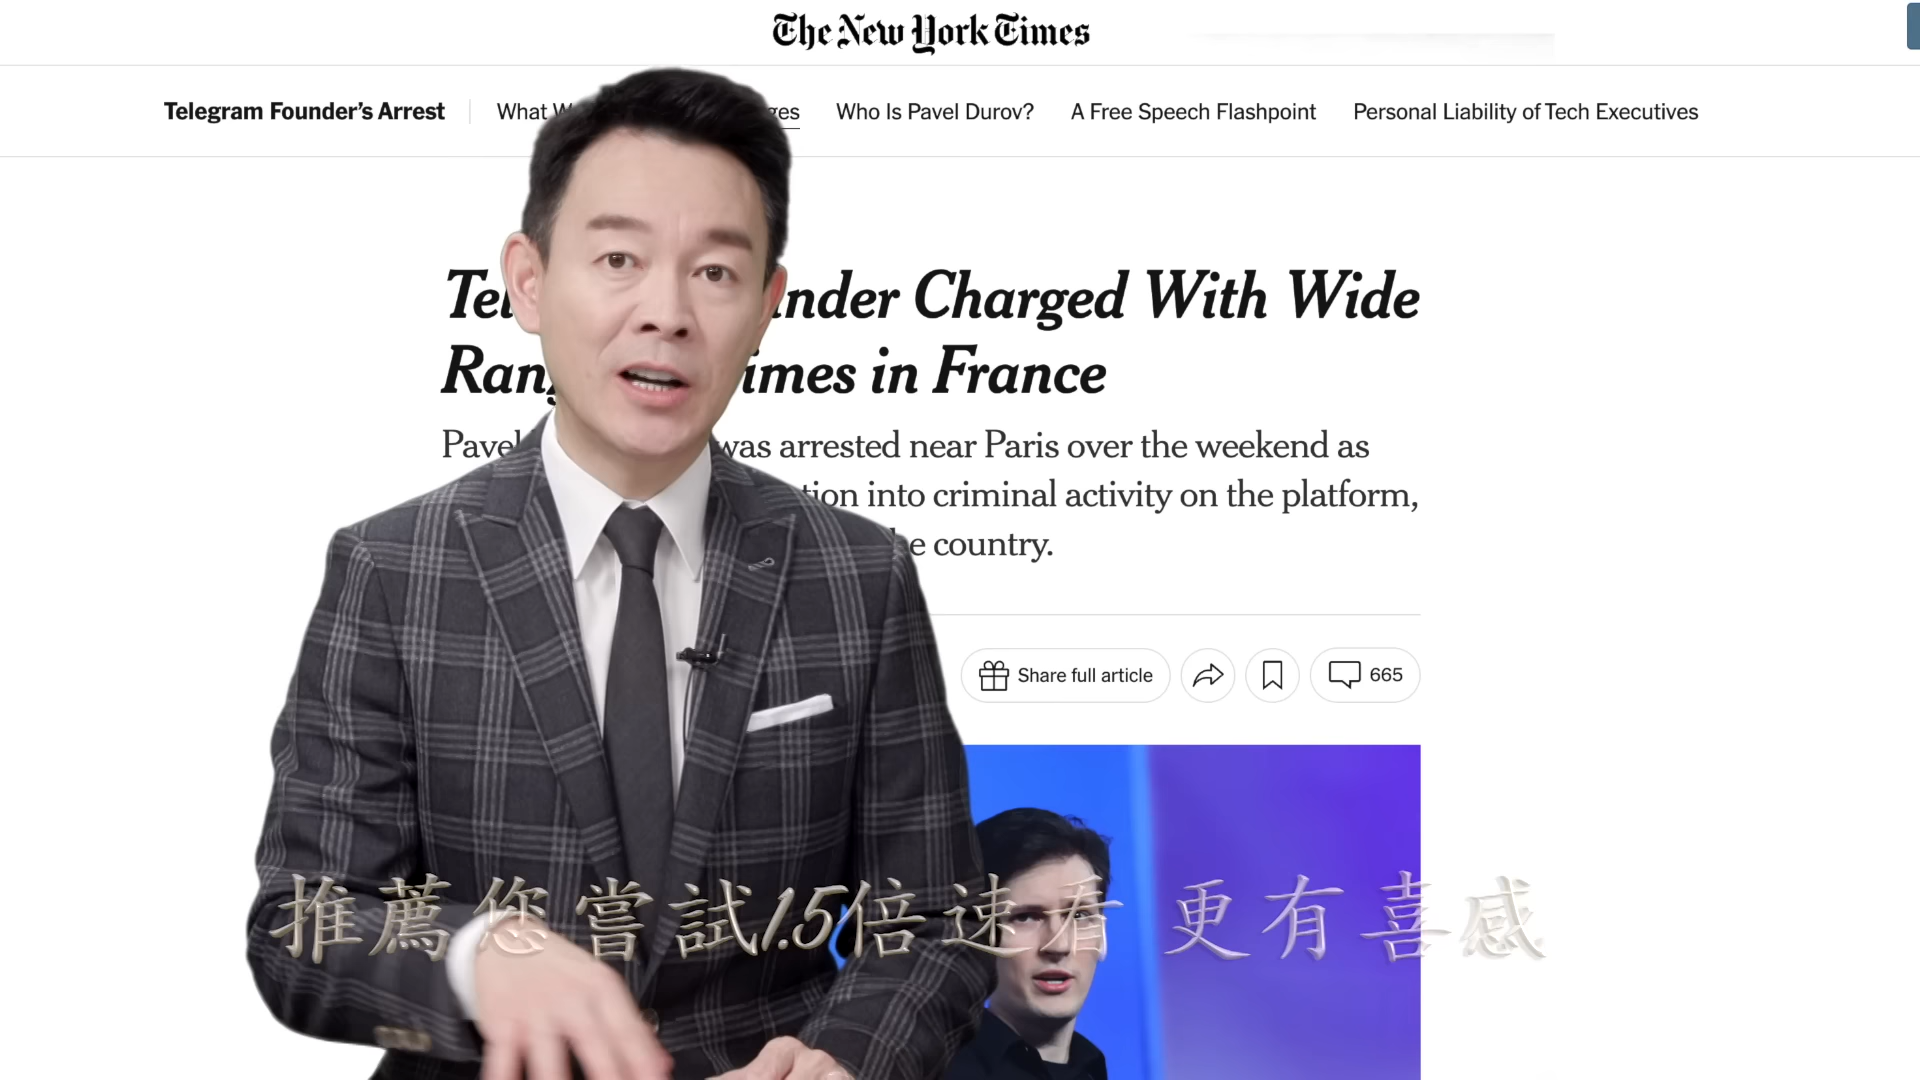 The New York Times
Telegram Founder's Arrest
What W ges
Who Is Pavel Durov?
A Free Speech Flashpoint
Personal Liability of Tech Executives
Tel nder Charged With Wide
Ran imes in France
Pavel was arrested near Paris over the weekend as
tion into criminal activity on the platform,
e country.
Share full article
665
推薦您嘗試1.5倍速看 更有喜感